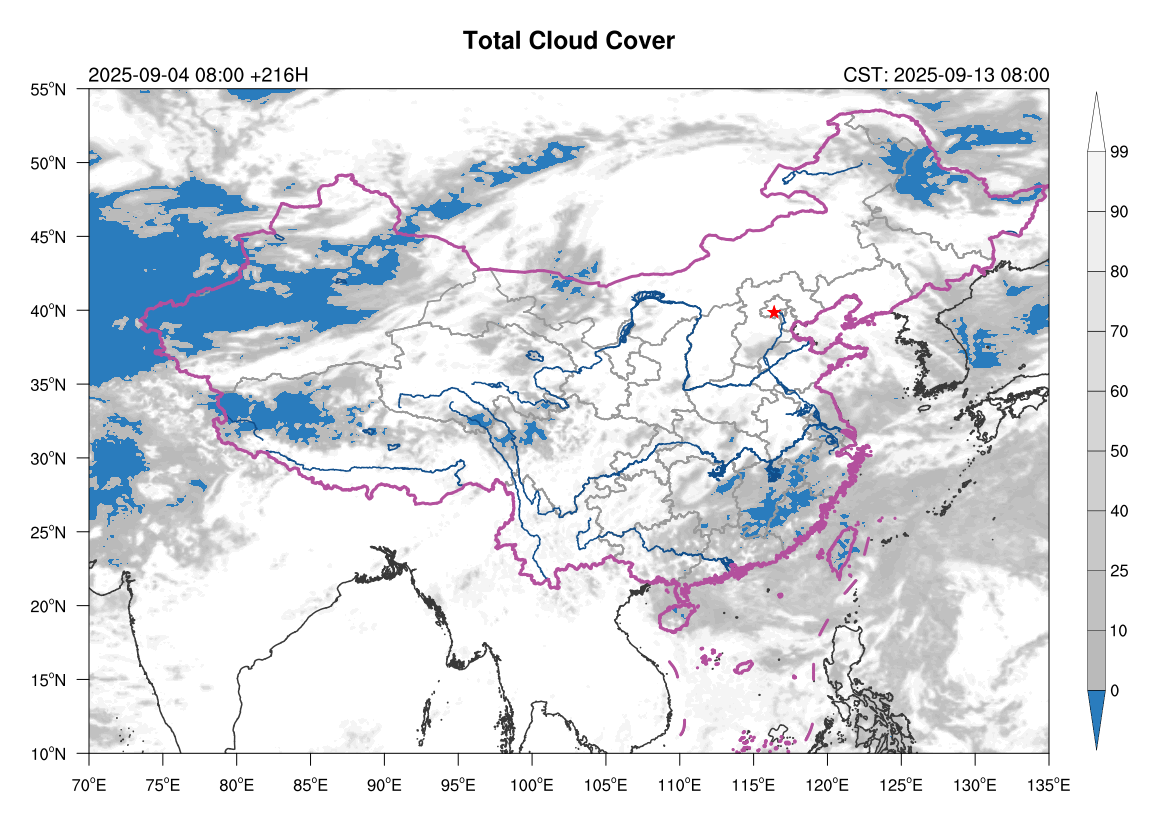 Total Cloud Cover
2025-09-04 08:00 +216H
CST: 2025-09-13 08:00
55°N
50°N
45°N
40°N
35°N
30°N
25°N
20°N
15°N
10°N
70°E
75°E
80°E
85°E
90°E
95°E
100°E
105°E
110°E
115°E
120°E
125°E
130°E
135°E
99
90
80
70
60
50
40
25
10
0